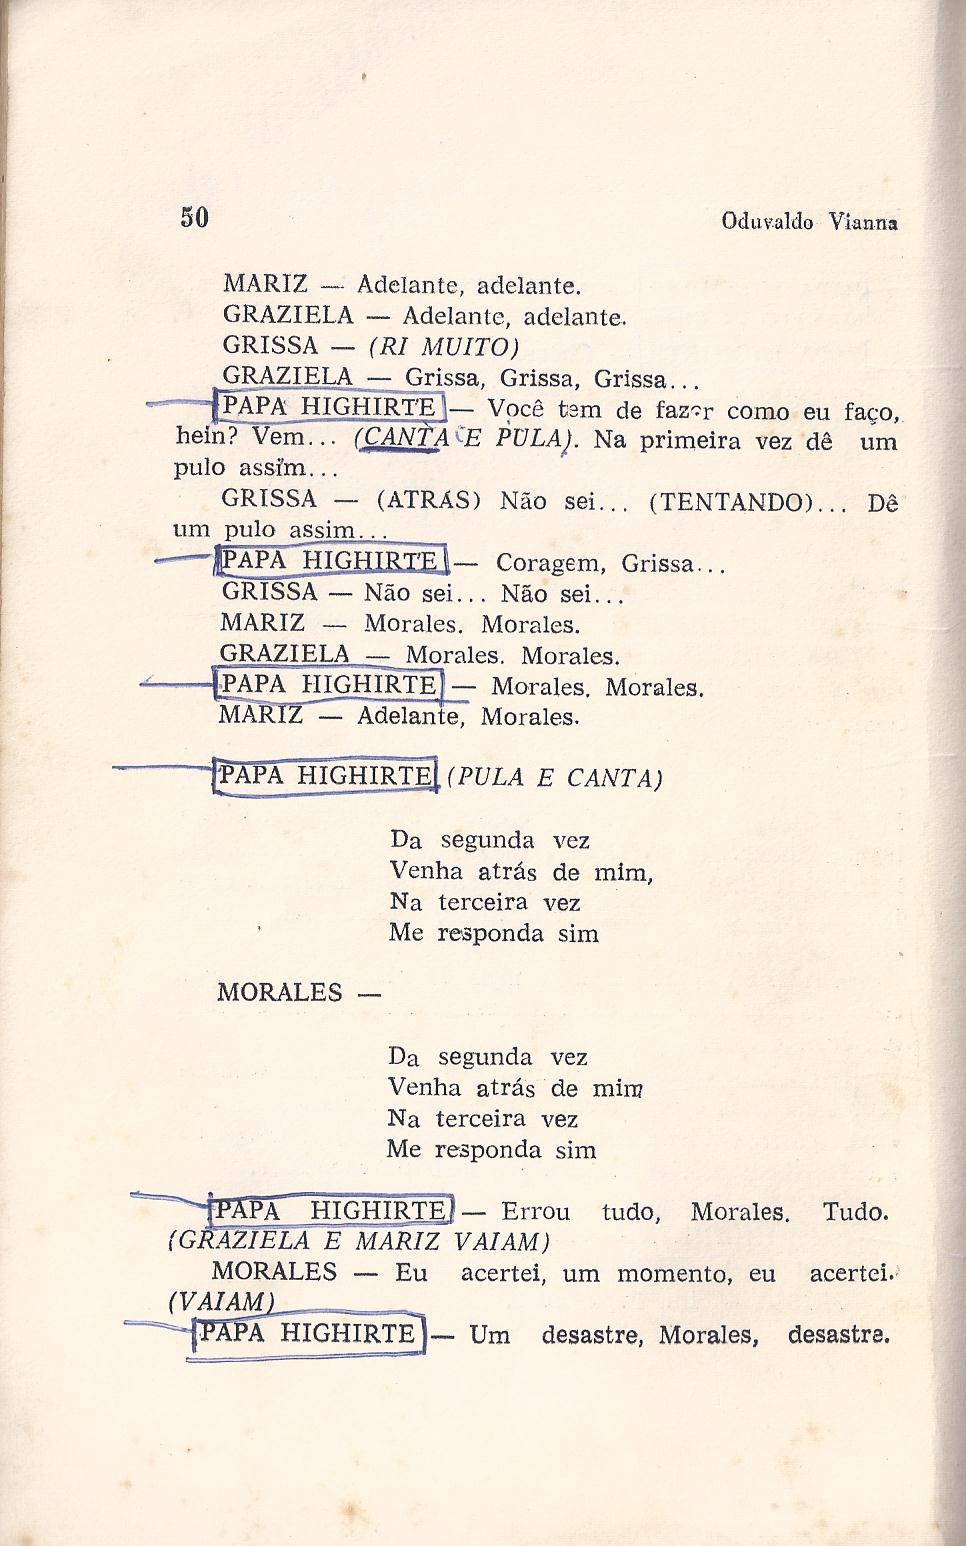 50 Oduvaldo Vianna
MARIZ — Adelante, adelante.
GRAZIELA — Adelante, adelante.
GRISSA — (RI MUITO)
GRAZIELA — Grissa, Grissa, Grissa...
PAPA HIGHIRTE — Você tem de fazer como eu faço,
hein? Vem... (CANTA E PULA). Na primeira vez dê um
pulo assim...
GRISSA — (ATRÁS) Não sei... (TENTANDO)... Dê
um pulo assim...
PAPA HIGHIRTE — Coragem, Grissa...
GRISSA — Não sei... Não sei...
MARIZ — Morales. Morales.
GRAZIELA — Morales. Morales.
PAPA HIGHIRTE — Morales. Morales.
MARIZ — Adelante, Morales.
PAPA HIGHIRTE (PULA E CANTA)
Da segunda vez
Venha atrás de mim,
Na terceira vez
Me responda sim
MORALES —
Da segunda vez
Venha atrás de mim
Na terceira vez
Me responda sim
PAPA HIGHIRTE — Errou tudo, Morales. Tudo.
(GRAZIELA E MARIZ VAIAM)
MORALES — Eu acertei, um momento, eu acertei.
(VAIAM)
PAPA HIGHIRTE — Um desastre, Morales, desastre.